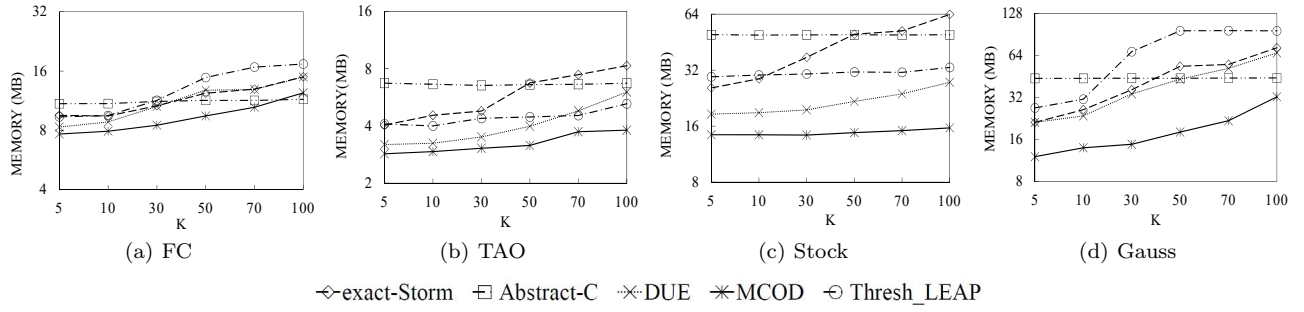 32
16
8
4
MEMORY (MB)
5 10 30 50 70 100
K
(a) FC
16
8
4
2
MEMORY(MB)
5 10 30 50 70 100
K
(b) TAO
64
32
16
8
MEMORY(MB)
5 10 30 50 70 100
K
(c) Stock
128
64
32
16
8
MEMORY (MB)
5 10 30 50 70 100
K
(d) Gauss
exact-Storm Abstract-C DUE MCOD Thresh_LEAP